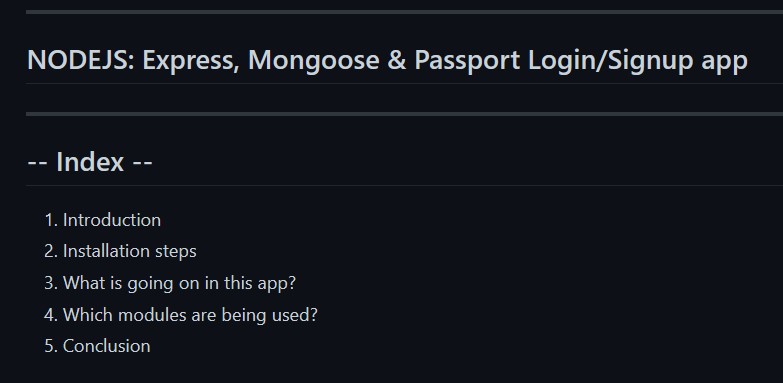 NODEJS: Express, Mongoose & Passport Login/Signup app
-- Index --
1. Introduction
2. Installation steps
3. What is going on in this app?
4. Which modules are being used?
5. Conclusion